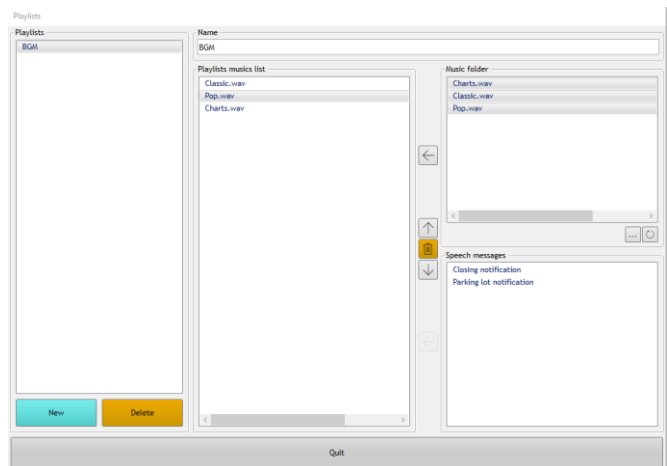 Playlists
Playlists
BGM
Name
BGM
Playlists musics list
Classic.wav
Pop.wav
Charts.wav
Music folder
Charts.wav
Classic.wav
Pop.wav
...
Speech messages
Closing notification
Parking lot notification
New
Delete
Quit